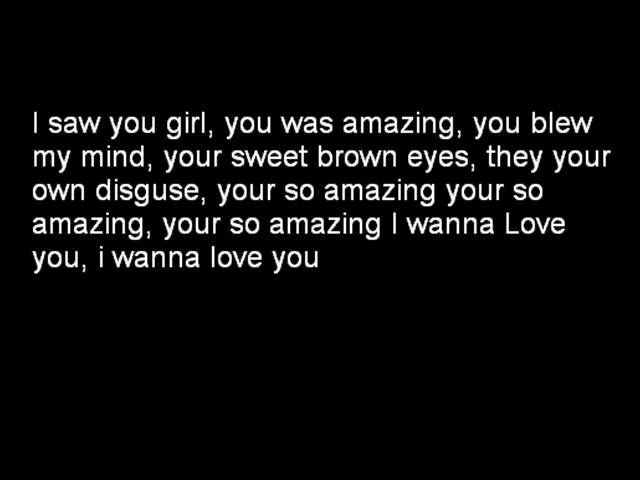 I saw you girl, you was amazing, you blew
my mind, your sweet brown eyes, they your
own disguse, your so amazing your so
amazing, your so amazing I wanna Love
you, i wanna love you